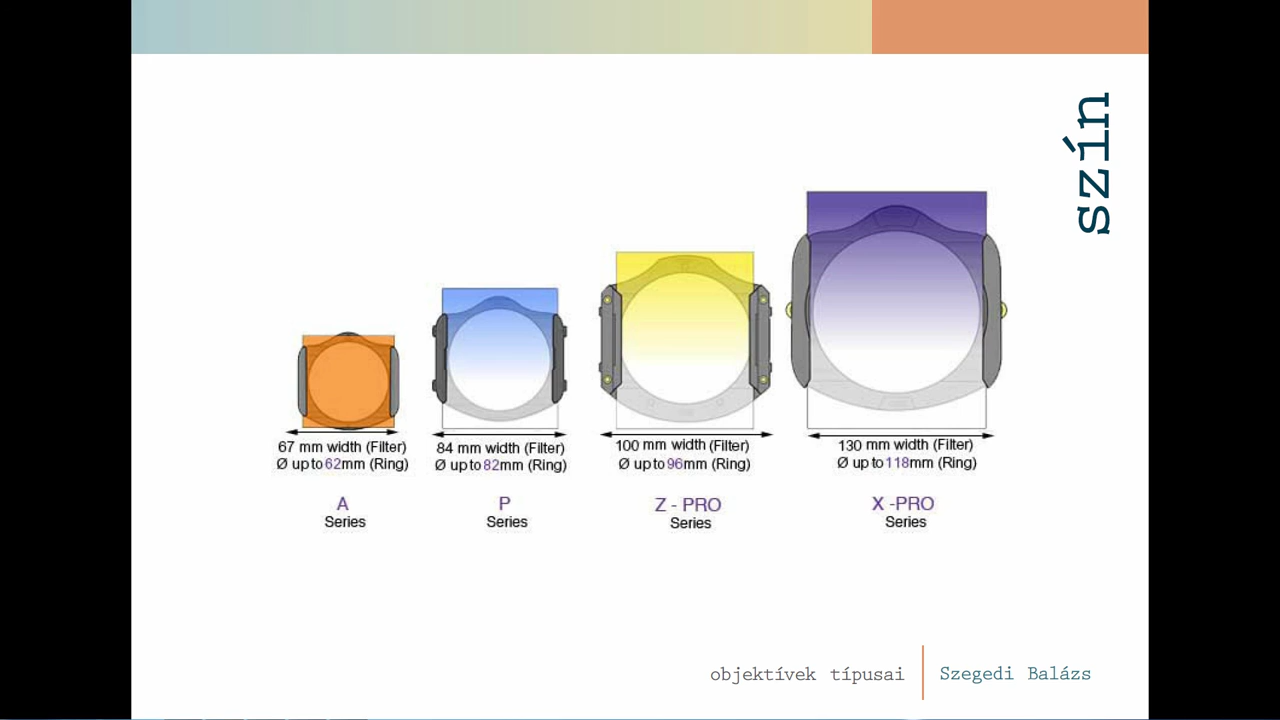 szín
67 mm width (Filter)
Ø up to 62mm (Ring)
A
Series
84 mm width (Filter)
Ø up to 82mm (Ring)
P
Series
100 mm width (Filter)
Ø up to 96mm (Ring)
Z - PRO
Series
130 mm width (Filter)
Ø up to 118mm (Ring)
X -PRO
Series
objektívek típusai
Szegedi Balázs